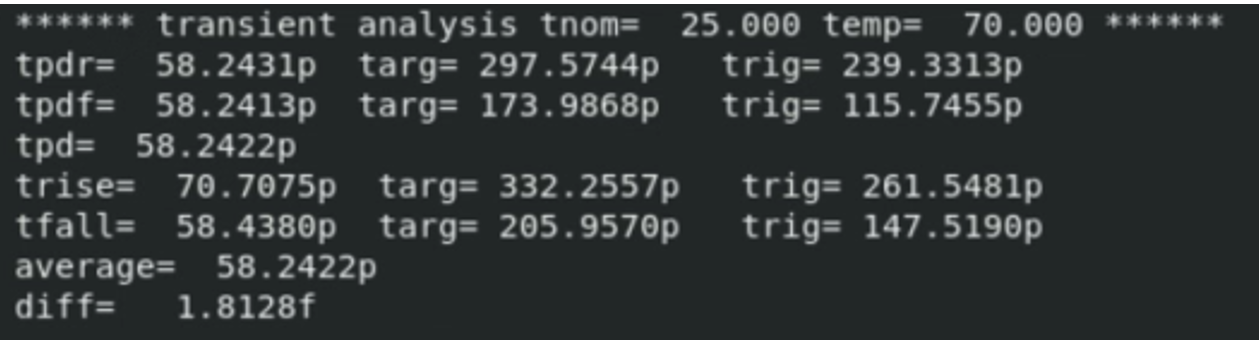 ****** transient analysis tnom= 25.000 temp= 70.000 ******
tpdr= 58.2431p targ= 297.5744p trig= 239.3313p
tpdf= 58.2413p targ= 173.9868p trig= 115.7455p
tpd= 58.2422p
trise= 70.7075p targ= 332.2557p trig= 261.5481p
tfall= 58.4380p targ= 205.9570p trig= 147.5190p
average= 58.2422p
diff= 1.8128f